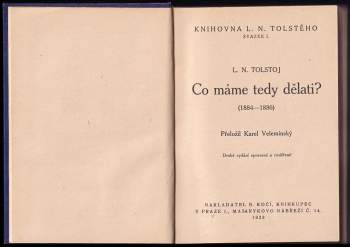 KNIHOVNA L. N. TOLSTÉHO
SVAZEK I.
L. N. TOLSTOJ
Co máme tedy dělati?
(1884—1886)
Přeložil Karel Velemínský
Druhé vydání opravené a rozšířené
NAKLADATEL B. KOČÍ, KNIHKUPEC
V PRAZE I., MASARYKOVO NÁBŘEŽÍ Č. 14.